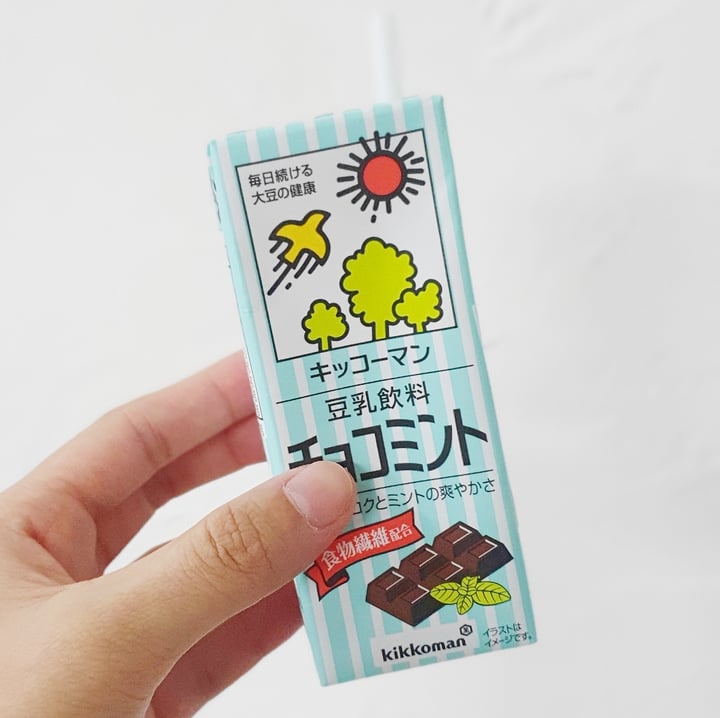 毎日続ける
大豆の健康
キッコーマン
豆乳飲料
チョコミント
コクとミントの爽やかさ
食物繊維配合
kikkoman
イラストは
イメージです。